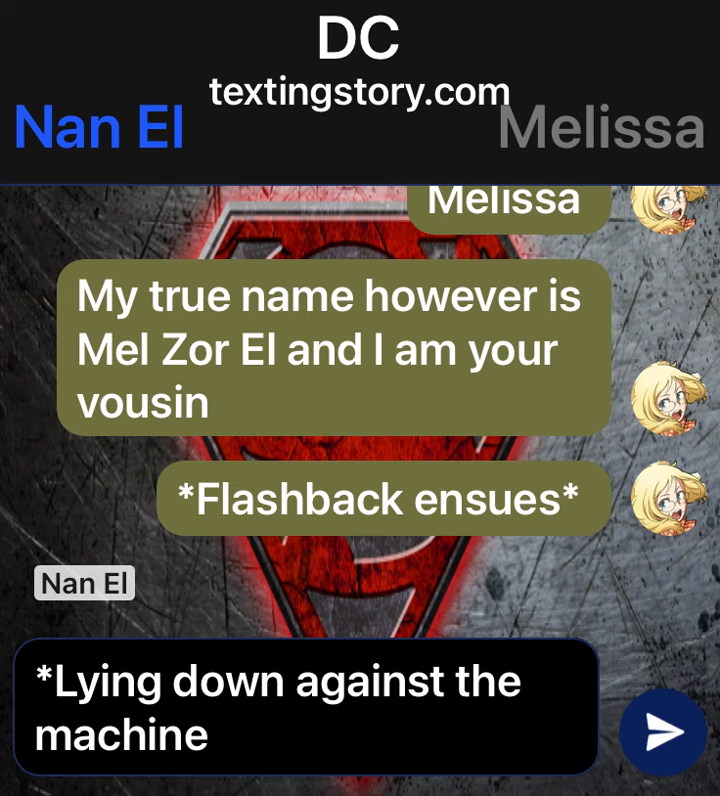 DC
textingstory.com
Nan El
Melissa
Melissa
My true name however is
Mel Zor El and I am your
vousin
*Flashback ensues*
Nan El
*Lying down against the
machine